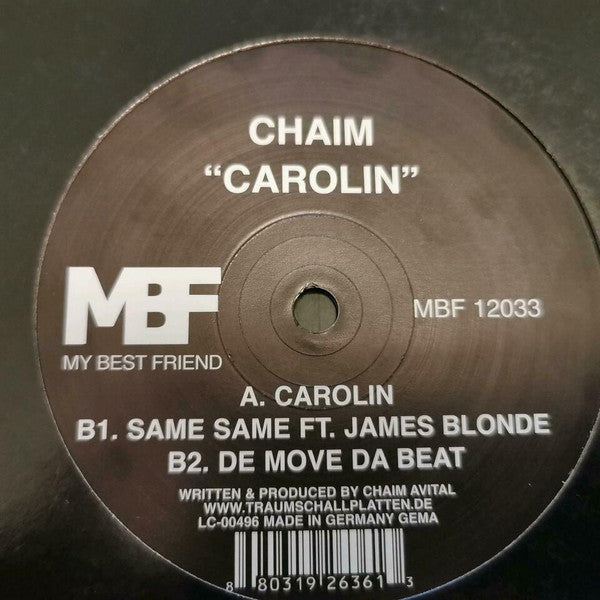 CHAIM
“CAROLIN”
MBF
MY BEST FRIEND
MBF 12033
A. CAROLIN
B1. SAME SAME FT. JAMES BLONDE
B2. DE MOVE DA BEAT
WRITTEN & PRODUCED BY CHAIM AVITAL
WWW.TRAUMSCHALLPLATTEN.DE
LC-00496 MADE IN GERMANY GEMA
8 80319 26361 3